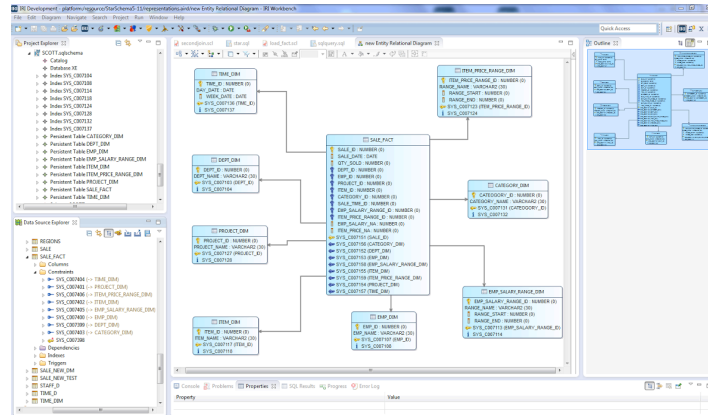 Development - platform:/resource/StarSchema5-11/representations.aird/new Entity Relational Diagram - IX Workbench
File Edit Diagram Navigate Search Project Run Window Help
Quick Access
Project Explorer
SCOTT.sqbschema
Catalog
Database XE
Index SYS_C007104
Index SYS_C007108
Index SYS_C007114
Index SYS_C007118
Index SYS_C007124
Index SYS_C007128
Index SYS_C007132
Index SYS_C007137
Persistent Table CATEGORY_DIM
Persistent Table DEPT_DIM
Persistent Table EMP_DIM
Persistent Table EMP_SALARY_RANGE_DIM
Persistent Table ITEM_DIM
Persistent Table ITEM_PRICE_RANGE_DIM
Persistent Table PROJECT_DIM
Persistent Table SALE_FACT
Persistent Table TIME_DIM
Data Source Explorer
REGIONS
SALE
SALE_FACT
Columns
Constraints
SYS_C007404 (-> TIME_DIM)
SYS_C007401 (-> PROJECT_DIM)
SYS_C007406 (-> ITEM_PRICE_RANGE_DIM)
SYS_C007402 (-> ITEM_DIM)
SYS_C007405 (-> EMP_SALARY_RANGE_DIM)
SYS_C007400 (-> EMP_DIM)
SYS_C007399 (-> DEPT_DIM)
SYS_C007403 (-> CATEGORY_DIM)
SYS_C007398
Dependencies
Indexes
Triggers
SALE_NEW_DIM
SALE_NEW_TEST
STAFF_D
TIME_D
TIME_DIM
secondjoin.scl
star.sql
load_fact.scl
sqlquery.sql
new Entity Relational Diagram
TIME_DIM
TIME_ID : NUMBER (0)
DAY_DATE : DATE
WEEK_DATE : DATE
SYS_C007136 (TIME_ID)
SYS_C007137
DEPT_DIM
DEPT_ID : NUMBER (0)
DEPT_NAME : VARCHAR2 (30)
SYS_C007103 (DEPT_ID)
SYS_C007104
PROJECT_DIM
PROJECT_ID : NUMBER (0)
PROJECT_NAME : VARCHAR2 (30)
SYS_C007127 (PROJECT_ID)
SYS_C007128
ITEM_DIM
ITEM_ID : NUMBER (0)
ITEM_NAME : VARCHAR2 (30)
SYS_C007117 (ITEM_ID)
SYS_C007118
SALE_FACT
SALE_ID : NUMBER (0)
SALE_DATE : DATE
QTY_SOLD : NUMBER (0)
DEPT_ID : NUMBER (0)
EMP_ID : NUMBER (0)
PROJECT_ID : NUMBER (0)
ITEM_ID : NUMBER (0)
CATEGORY_ID : NUMBER (0)
SALE_TIME_ID : NUMBER (0)
EMP_SALARY_RANGE_ID : NUMBER (0)
ITEM_PRICE_RANGE_ID : NUMBER (0)
EMP_SALARY_NA : NUMBER (0)
ITEM_PRICE_NA : NUMBER (0)
SYS_C007151 (SALE_ID)
SYS_C007156 (CATEGORY_DIM)
SYS_C007152 (DEPT_DIM)
SYS_C007153 (EMP_DIM)
SYS_C007158 (EMP_SALARY_RANGE_DIM)
SYS_C007155 (ITEM_DIM)
SYS_C007159 (ITEM_PRICE_RANGE_DIM)
SYS_C007154 (PROJECT_DIM)
SYS_C007157 (TIME_DIM)
EMP_DIM
EMP_ID : NUMBER (0)
EMP_NAME : VARCHAR2 (30)
SYS_C007107 (EMP_ID)
SYS_C007108
ITEM_PRICE_RANGE_DIM
ITEM_PRICE_RANGE_ID : NUMBER (0)
RANGE_NAME : VARCHAR2 (30)
RANGE_START : NUMBER (0)
RANGE_END : NUMBER (0)
SYS_C007123 (ITEM_PRICE_RANGE_ID)
SYS_C007124
CATEGORY_DIM
CATEGORY_ID : NUMBER (0)
CATEGORY_NAME : VARCHAR2 (30)
SYS_C007131 (CATEGORY_ID)
SYS_C007132
EMP_SALARY_RANGE_DIM
EMP_SALARY_RANGE_ID : NUMBER (0)
RANGE_NAME : VARCHAR2 (30)
RANGE_START : NUMBER (0)
RANGE_END : NUMBER (0)
SYS_C007113 (EMP_SALARY_RANGE_ID)
SYS_C007114
Outline
Console Problems Properties SQL Results Progress Error Log
Property Value